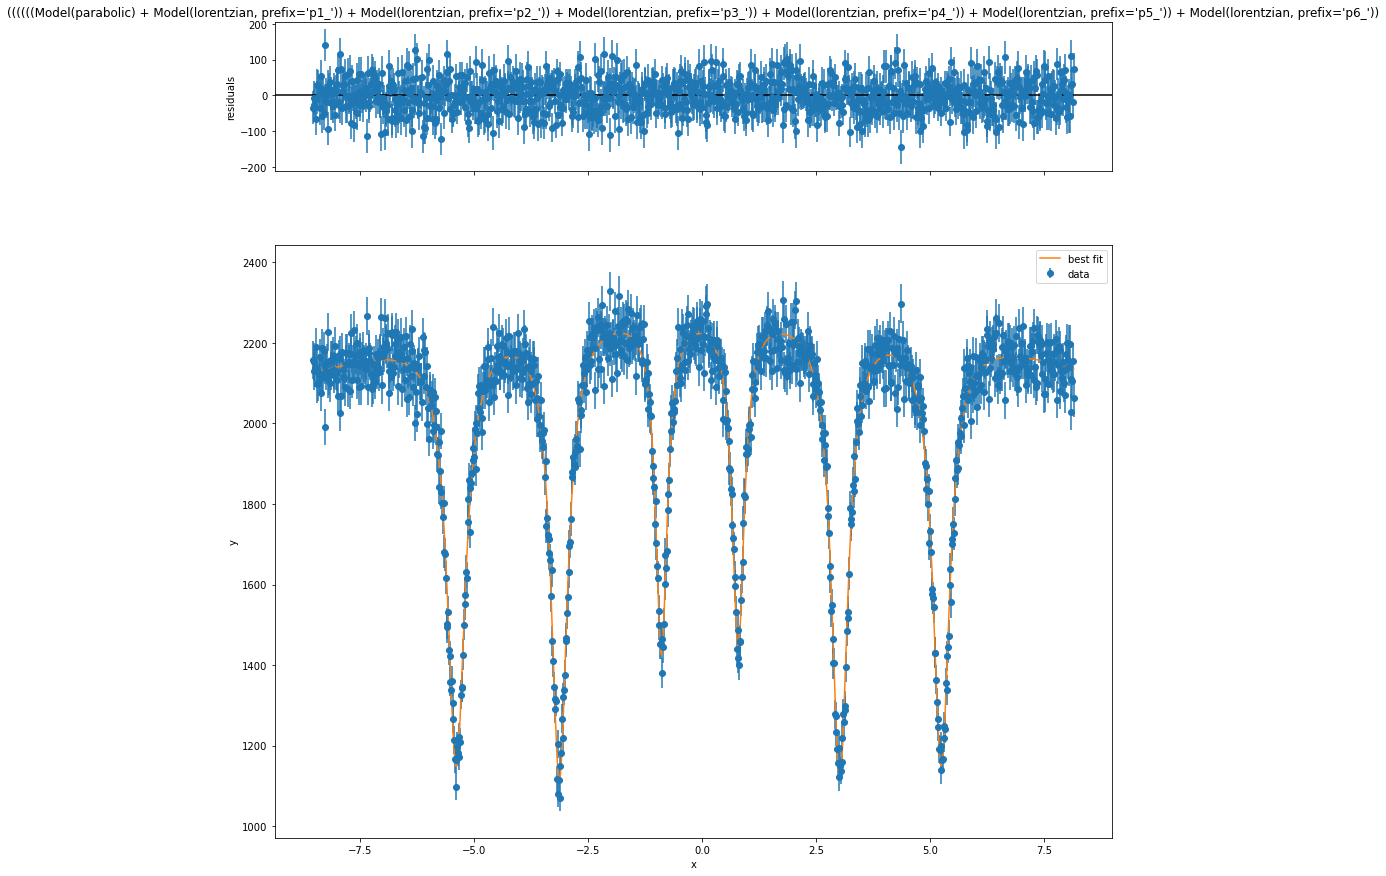 ((((((Model(parabolic) + Model(lorentzian, prefix='p1_')) + Model(lorentzian, prefix='p2_')) + Model(lorentzian, prefix='p3_')) + Model(lorentzian, prefix='p4_')) + Model(lorentzian, prefix='p5_')) + Model(lorentzian, prefix='p6_'))
200
100
0
−100
−200
residuals
2400
2200
2000
1800
1600
1400
1200
1000
y
best fit
data
−7.5 −5.0 −2.5 0.0 2.5 5.0 7.5
x